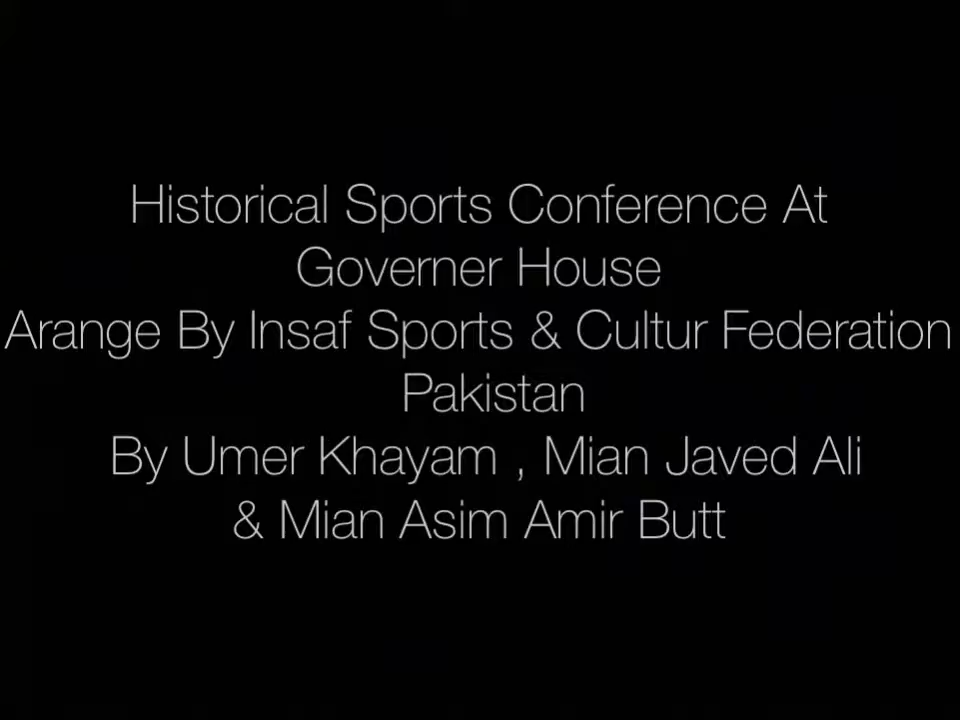 Historical Sports Conference At
Governer House
Arange By Insaf Sports & Cultur Federation
Pakistan
By Umer Khayam , Mian Javed Ali
& Mian Asim Amir Butt